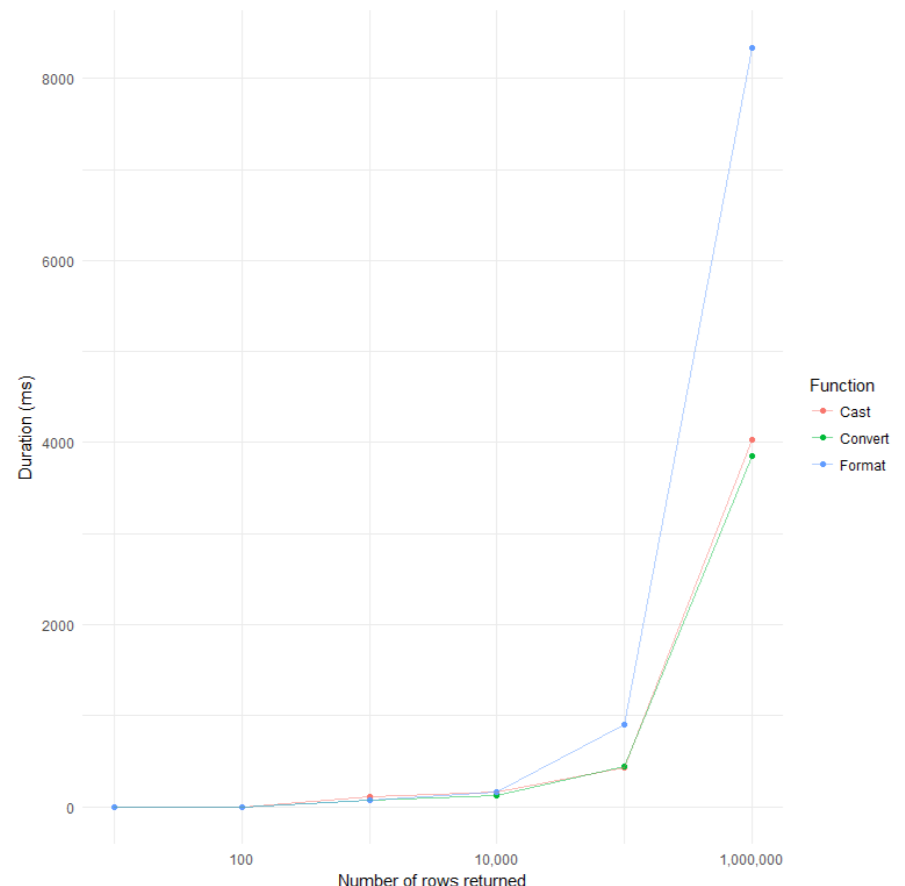 8000
6000
4000
2000
0
Duration (ms)
100
10,000
1,000,000
Number of rows returned
Function
Cast
Convert
Format